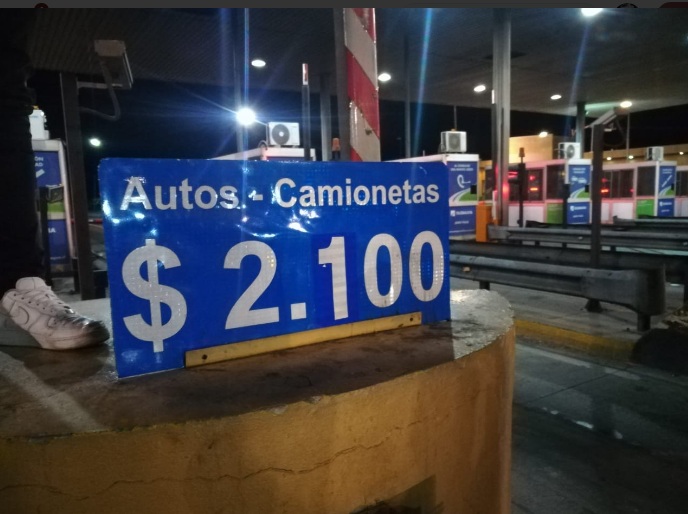 Autos - Camionetas
$ 2.100